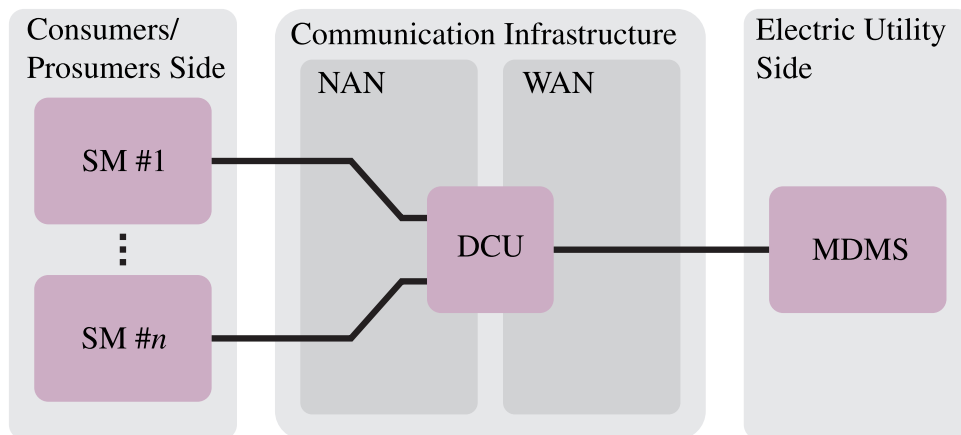 Consumers/
Prosumers Side
SM #1
SM #n
Communication Infrastructure
NAN
WAN
DCU
Electric Utility
Side
MDMS